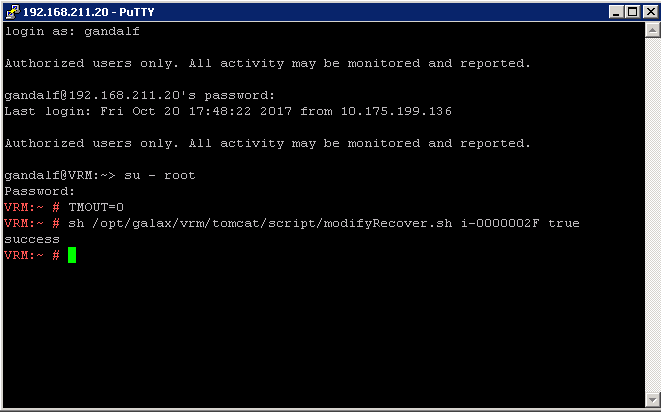 192.168.211.20 - PuTTY
login as: gandalf
Authorized users only. All activity may be monitored and reported.
gandalf@192.168.211.20's password:
Last login: Fri Oct 20 17:48:22 2017 from 10.175.199.136
Authorized users only. All activity may be monitored and reported.
gandalf@VRM:~> su - root
Password:
VRM:~ # TMOUT=0
VRM:~ # sh /opt/galax/vrm/tomcat/script/modifyRecover.sh i-0000002F true
success
VRM:~ #